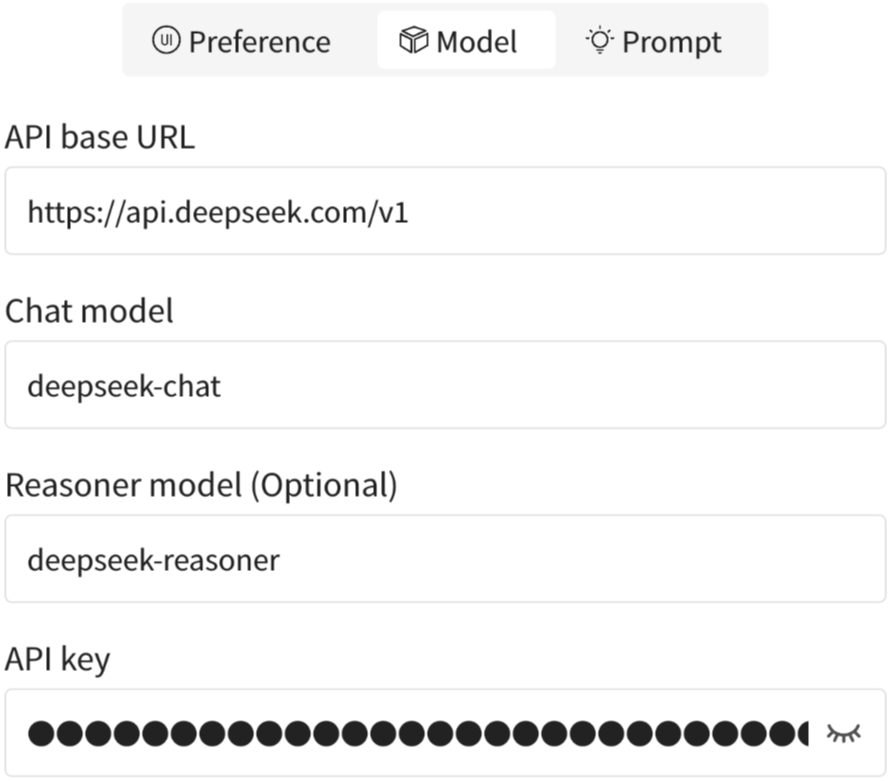 UI Preference Model Prompt
API base URL
https://api.deepseek.com/v1
Chat model
deepseek-chat
Reasoner model (Optional)
deepseek-reasoner
API key
●●●●●●●●●●●●●●●●●●●●●●●●●●●●